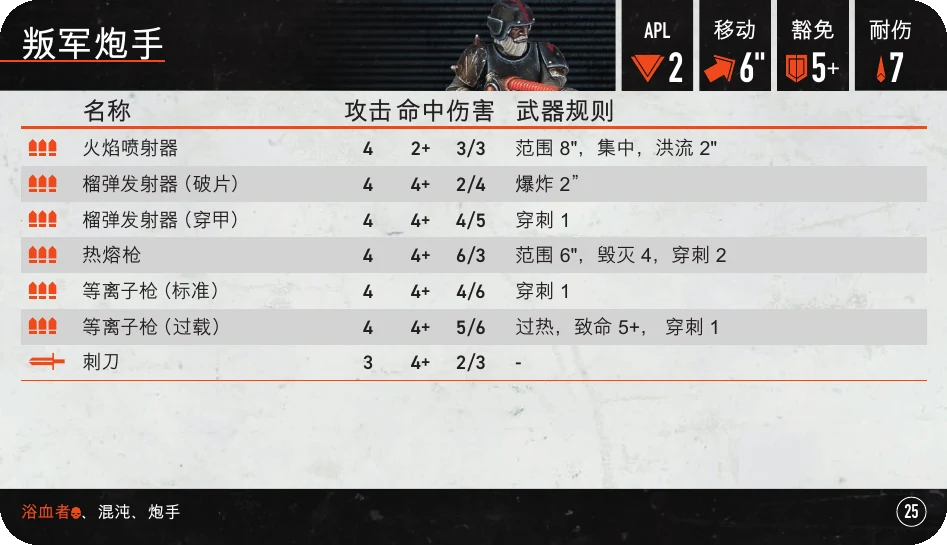 叛军炮手
APL 移动 豁免 耐伤
2 6" 5+ 7
名称 攻击 命中 伤害 武器规则
火焰喷射器 4 2+ 3/3 范围 8"，集中，洪流 2"
榴弹发射器（破片） 4 4+ 2/4 爆炸 2”
榴弹发射器（穿甲） 4 4+ 4/5 穿刺 1
热熔枪 4 4+ 6/3 范围 6"，毁灭 4，穿刺 2
等离子枪（标准） 4 4+ 4/6 穿刺 1
等离子枪（过载） 4 4+ 5/6 过热，致命 5+， 穿刺 1
刺刀 3 4+ 2/3 -
浴血者、混沌、炮手
25